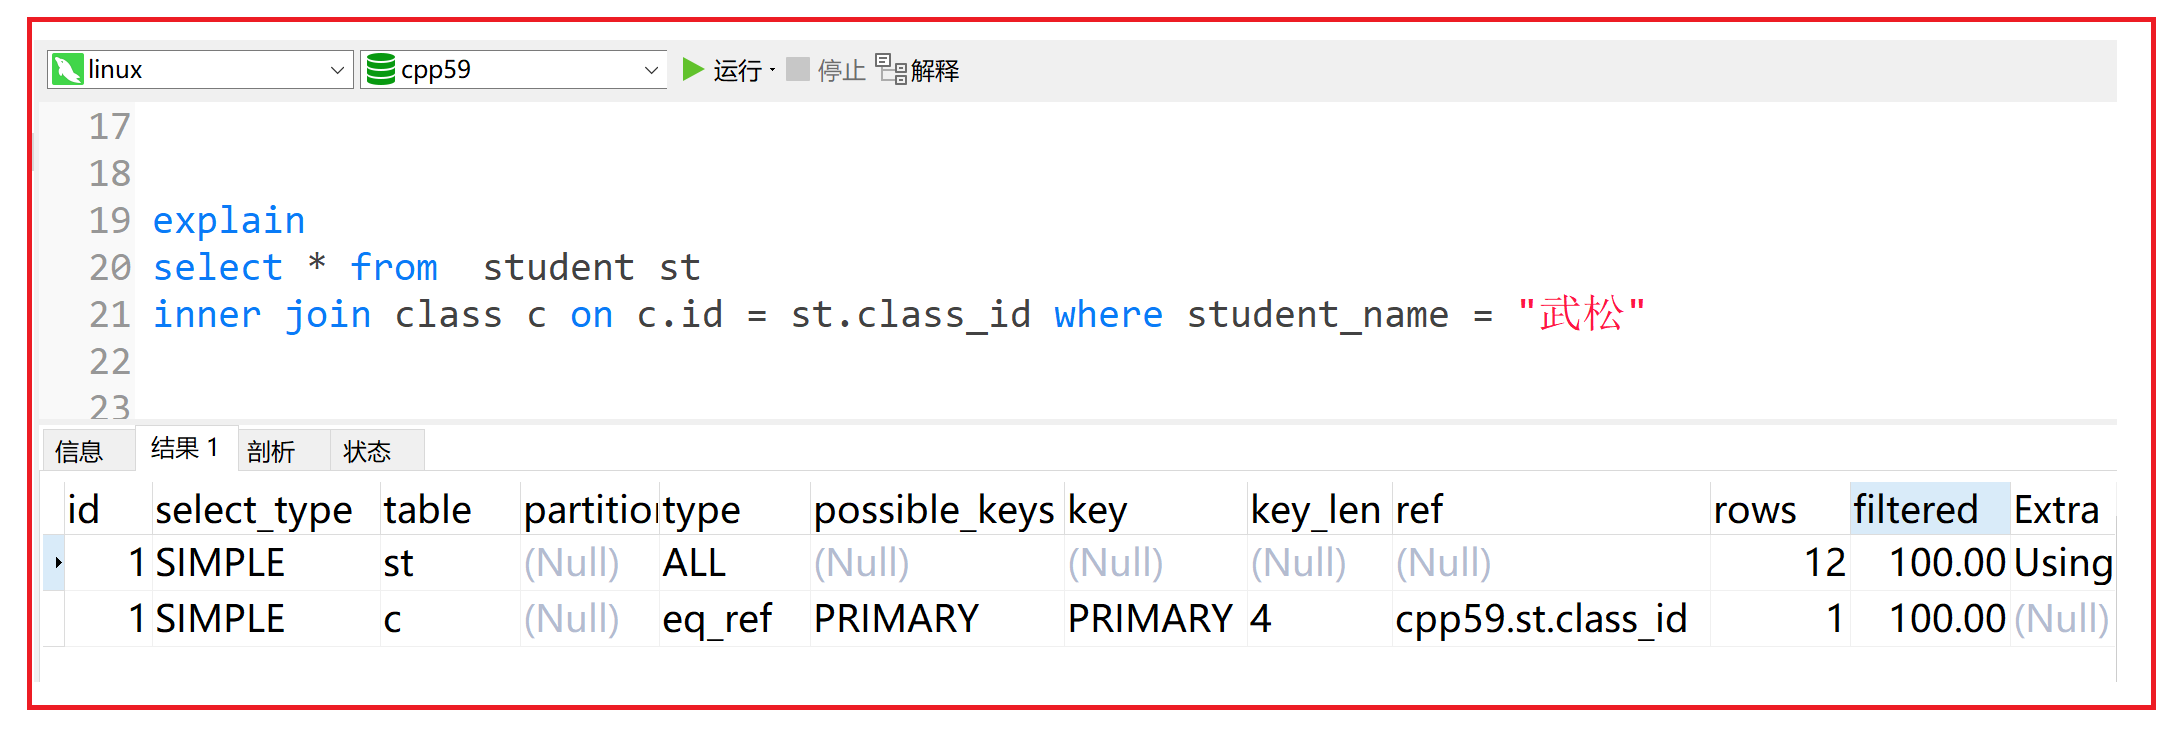 linux cpp59 运行 停止 解释
17
18
19 explain
20 select * from  student st
21 inner join class c on c.id = st.class_id where student_name = "武松"
22
23
信息 结果 1 剖析 状态
id select_type table partition type possible_keys key key_len ref rows filtered Extra
1 SIMPLE st (Null) ALL (Null) (Null) (Null) (Null) 12 100.00 Using
1 SIMPLE c (Null) eq_ref PRIMARY PRIMARY 4 cpp59.st.class_id 1 100.00 (Null)